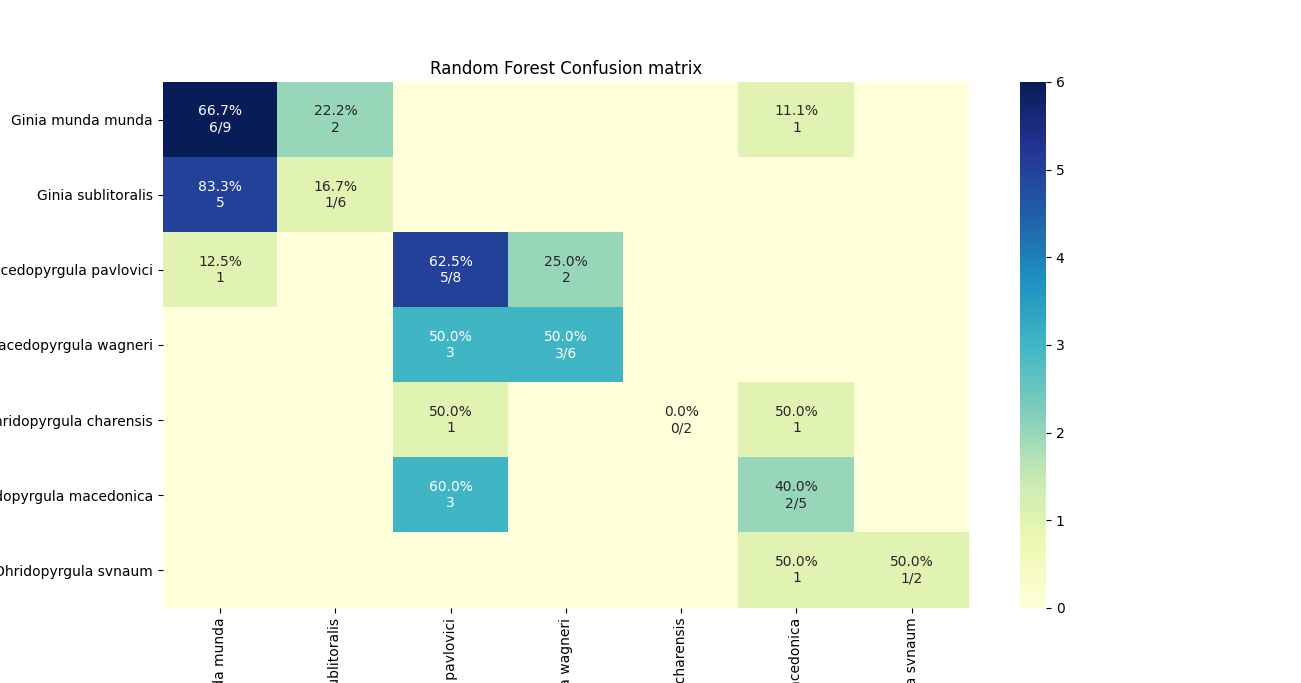 Random Forest Confusion matrix
Ginia munda munda
66.7%
6/9
22.2%
2
11.1%
1
Ginia sublitoralis
83.3%
5
16.7%
1/6
cedopyrgula pavlovici
12.5%
1
62.5%
5/8
25.0%
2
acedopyrgula wagneri
50.0%
3
50.0%
3/6
hridopyrgula charensis
50.0%
1
0.0%
0/2
50.0%
1
dopyrgula macedonica
60.0%
3
40.0%
2/5
Ohridopyrgula svnaum
50.0%
1
50.0%
1/2
da munda
ublitoralis
pavlovici
a wagneri
charensis
acedonica
a svnaum
6
5
4
3
2
1
0